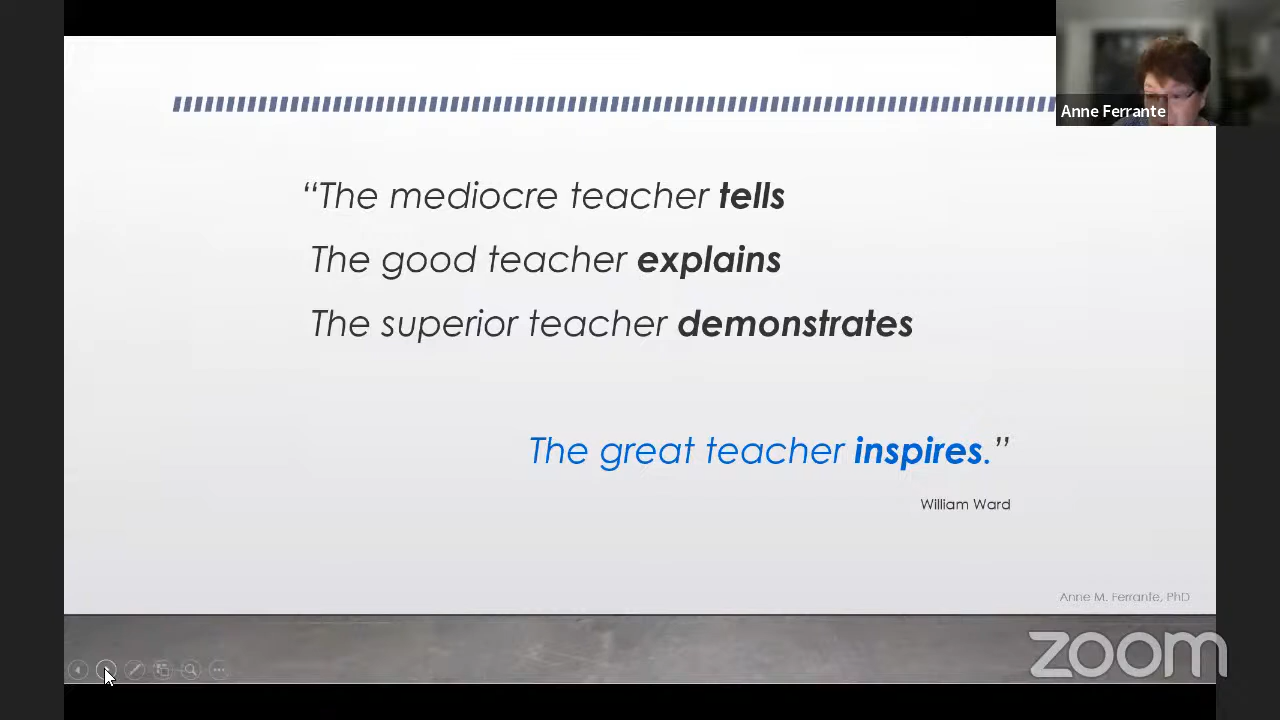 Anne Ferrante
“The mediocre teacher tells
The good teacher explains
The superior teacher demonstrates
The great teacher inspires.”
William Ward
Anne M. Ferrante, PhD
zoom